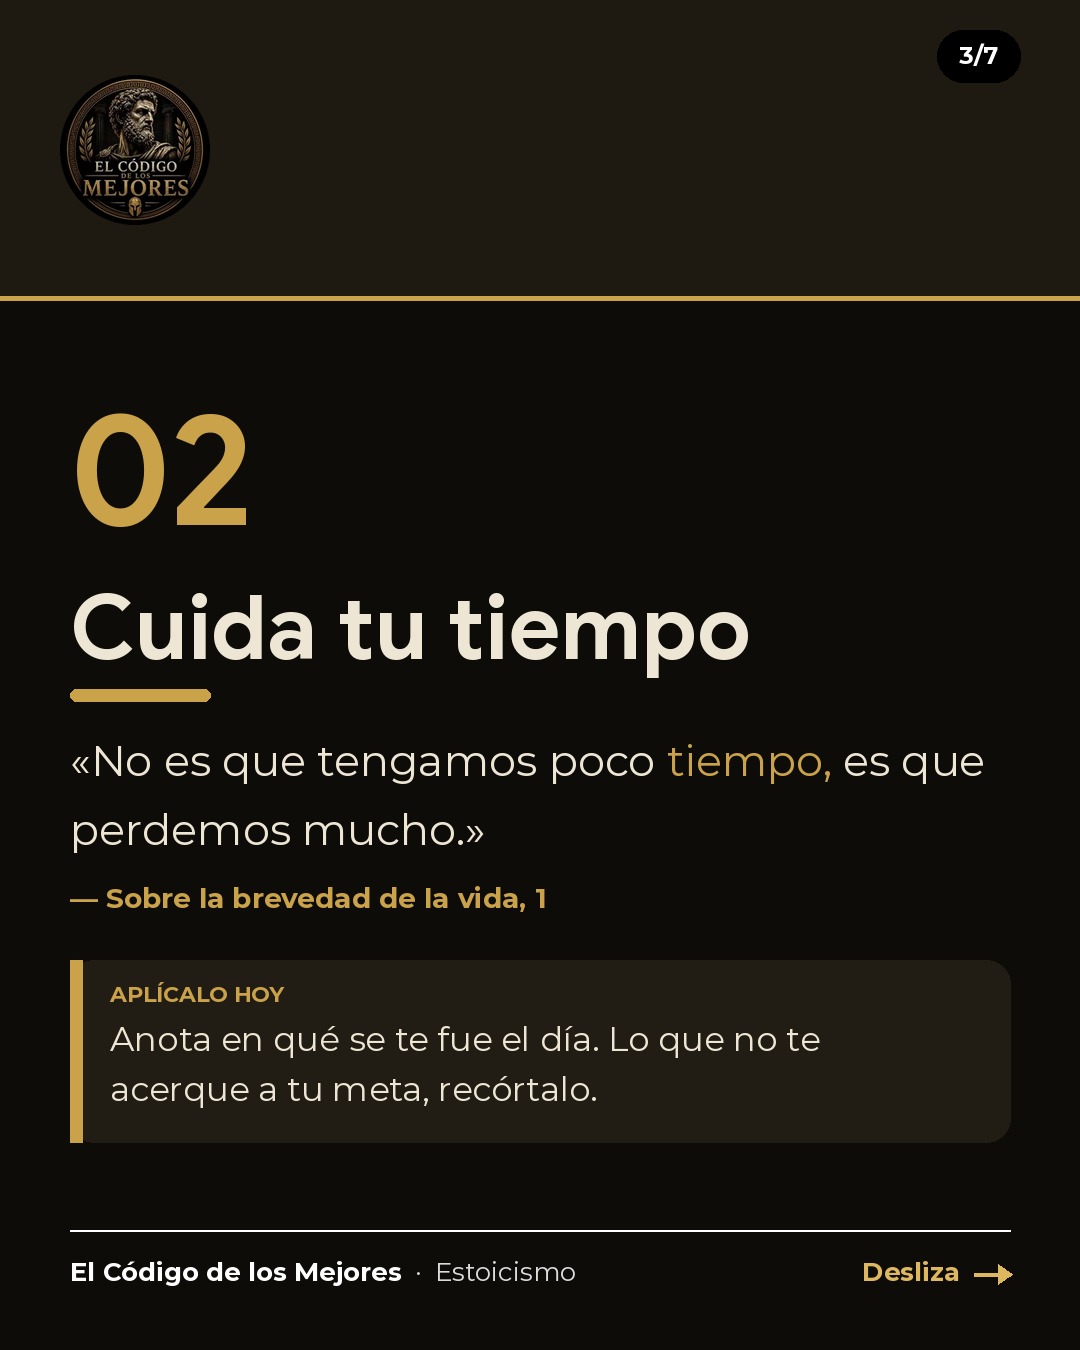 3/7
EL CÓDIGO
DE LOS
MEJORES
02
Cuida tu tiempo
«No es que tengamos poco tiempo, es que
perdemos mucho.»
— Sobre la brevedad de la vida, 1
APLÍCALO HOY
Anota en qué se te fue el día. Lo que no te
acerque a tu meta, recórtalo.
El Código de los Mejores · Estoicismo
Desliza